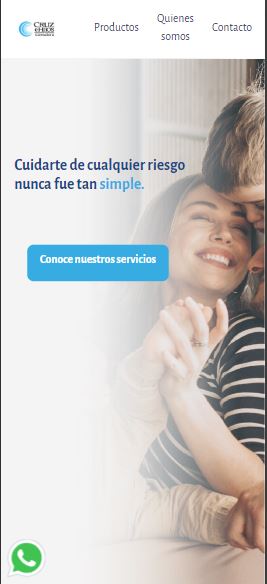 CRUZ
e HIJOS
Productos
Quienes
somos
Contacto
Cuidarte de cualquier riesgo
nunca fue tan simple.
Conoce nuestros servicios